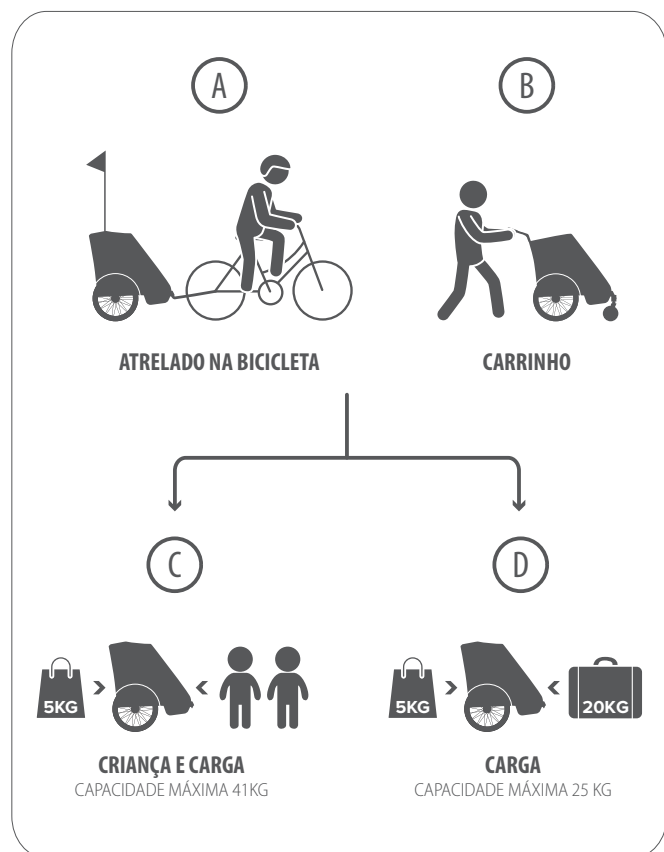 A
B
ATRELADO NA BICICLETA
CARRINHO
C
D
5KG
5KG
20KG
CRIANÇA E CARGA
CAPACIDADE MÁXIMA 41KG
CARGA
CAPACIDADE MÁXIMA 25 KG